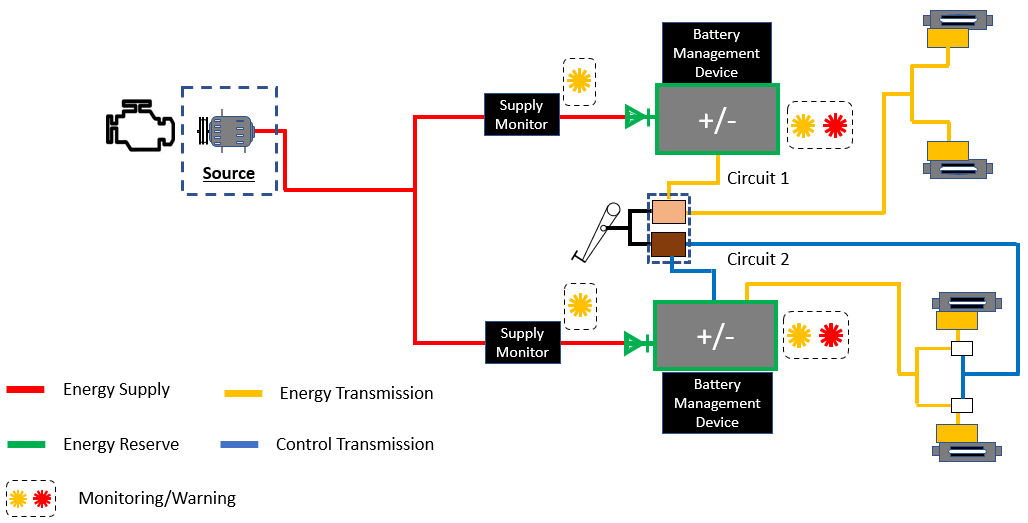 Battery
Management
Device
Supply
Monitor
+/-
Source
Circuit 1
Circuit 2
Supply
Monitor
+/-
Battery
Management
Device
Energy Supply
Energy Transmission
Energy Reserve
Control Transmission
Monitoring/Warning